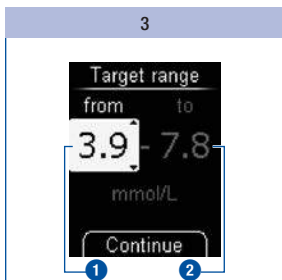 3
Target range
from to
3.9 - 7.8
mmol/L
Continue
1 2